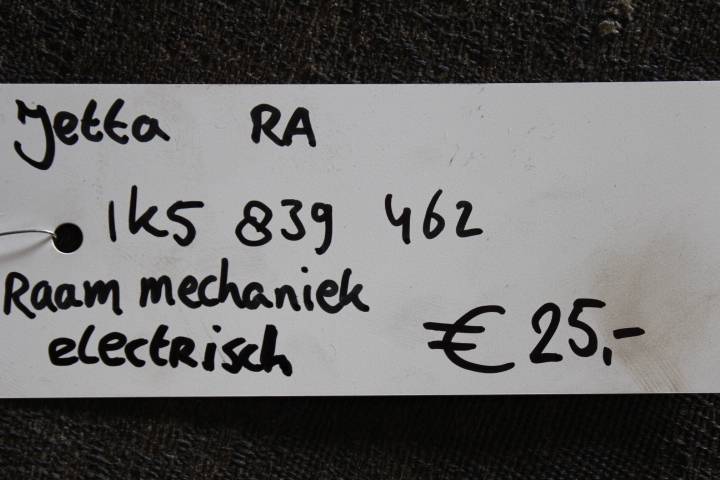 Jetta RA
1K5 839 462
Raam mechaniek
electrisch
€ 25,-